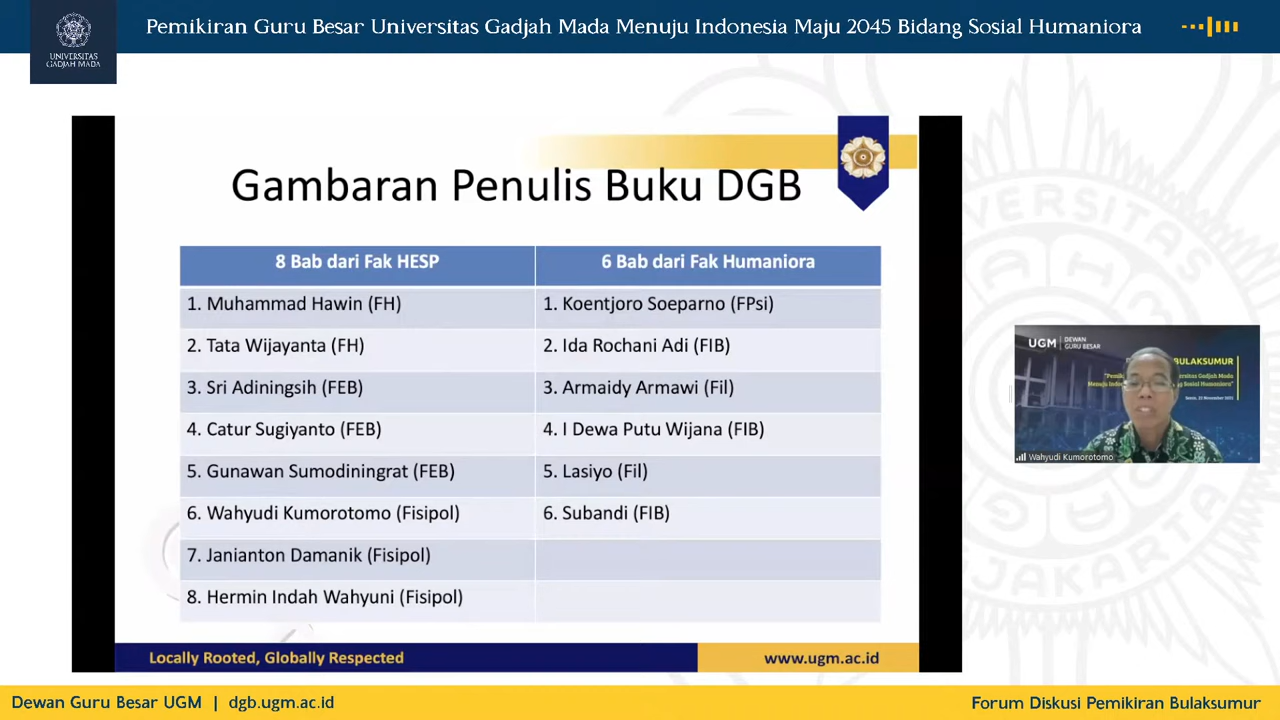 Pemikiran Guru Besar Universitas Gadjah Mada Menuju Indonesia Maju 2045 Bidang Sosial Humaniora
UNIVERSITAS
GADJAH MADA
Gambaran Penulis Buku DGB
8 Bab dari Fak HESP
6 Bab dari Fak Humaniora
1. Muhammad Hawin (FH)
1. Koentjoro Soeparno (FPsi)
2. Tata Wijayanta (FH)
2. Ida Rochani Adi (FIB)
3. Sri Adiningsih (FEB)
3. Armaidy Armawi (Fil)
4. Catur Sugiyanto (FEB)
4. I Dewa Putu Wijana (FIB)
5. Gunawan Sumodiningrat (FEB)
5. Lasiyo (Fil)
6. Wahyudi Kumorotomo (Fisipol)
6. Subandi (FIB)
7. Janianton Damanik (Fisipol)
8. Hermin Indah Wahyuni (Fisipol)
Locally Rooted, Globally Respected
www.ugm.ac.id
UGM | DEWAN
GURU BESAR
BULAKSUMUR
Wahyudi Kumorotomo
Dewan Guru Besar UGM | dgb.ugm.ac.id
Forum Diskusi Pemikiran Bulaksumur